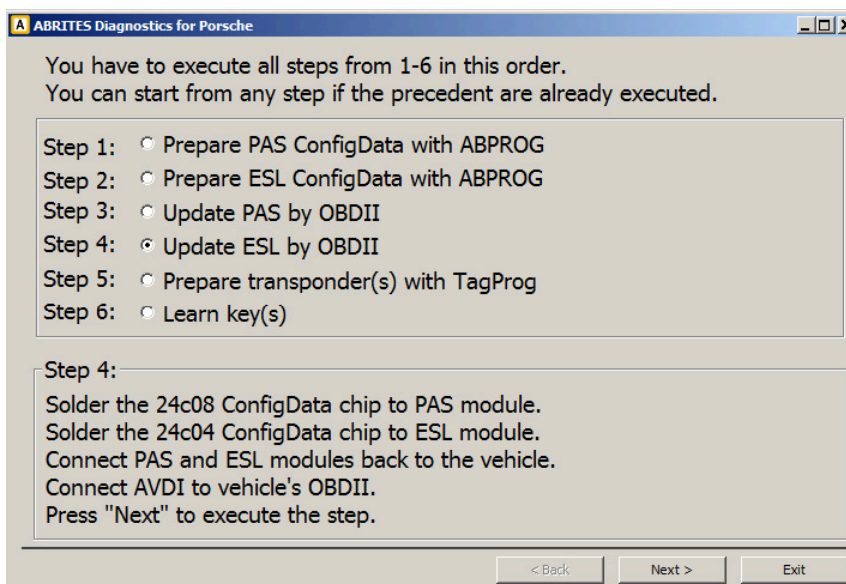 A ABRITES Diagnostics for Porsche
You have to execute all steps from 1-6 in this order.
You can start from any step if the precedent are already executed.
Step 1: Prepare PAS ConfigData with ABPROG
Step 2: Prepare ESL ConfigData with ABPROG
Step 3: Update PAS by OBDII
Step 4: Update ESL by OBDII
Step 5: Prepare transponder(s) with TagProg
Step 6: Learn key(s)
Step 4:
Solder the 24c08 ConfigData chip to PAS module.
Solder the 24c04 ConfigData chip to ESL module.
Connect PAS and ESL modules back to the vehicle.
Connect AVDI to vehicle's OBDII.
Press "Next" to execute the step.
< Back Next > Exit